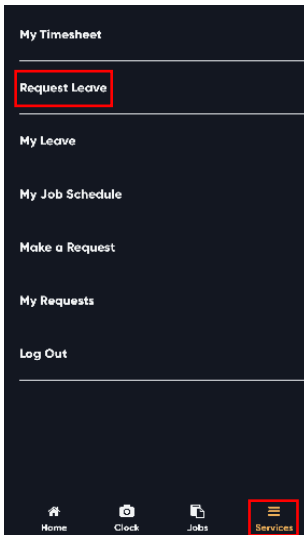 My Timesheet
Request Leave
My Leave
My Job Schedule
Make a Request
My Requests
Log Out
Home Clock Jobs Services